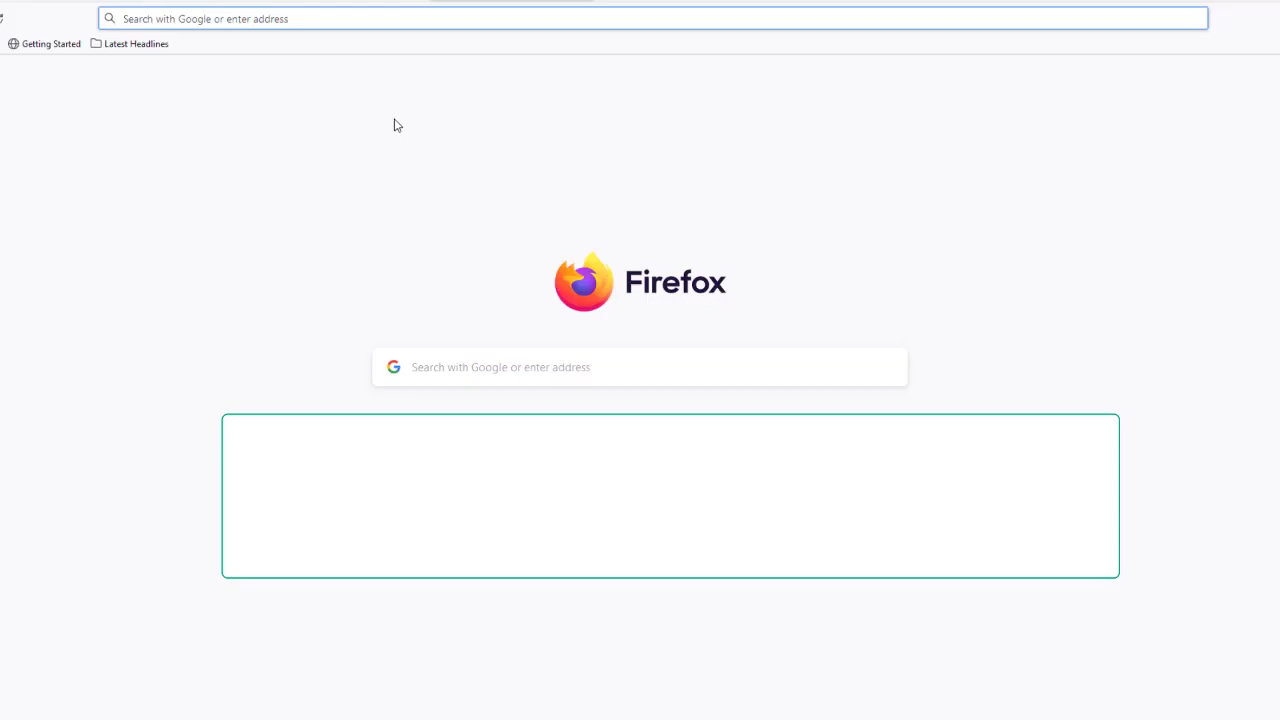 Search with Google or enter address
Getting Started Latest Headlines
Firefox
Search with Google or enter address